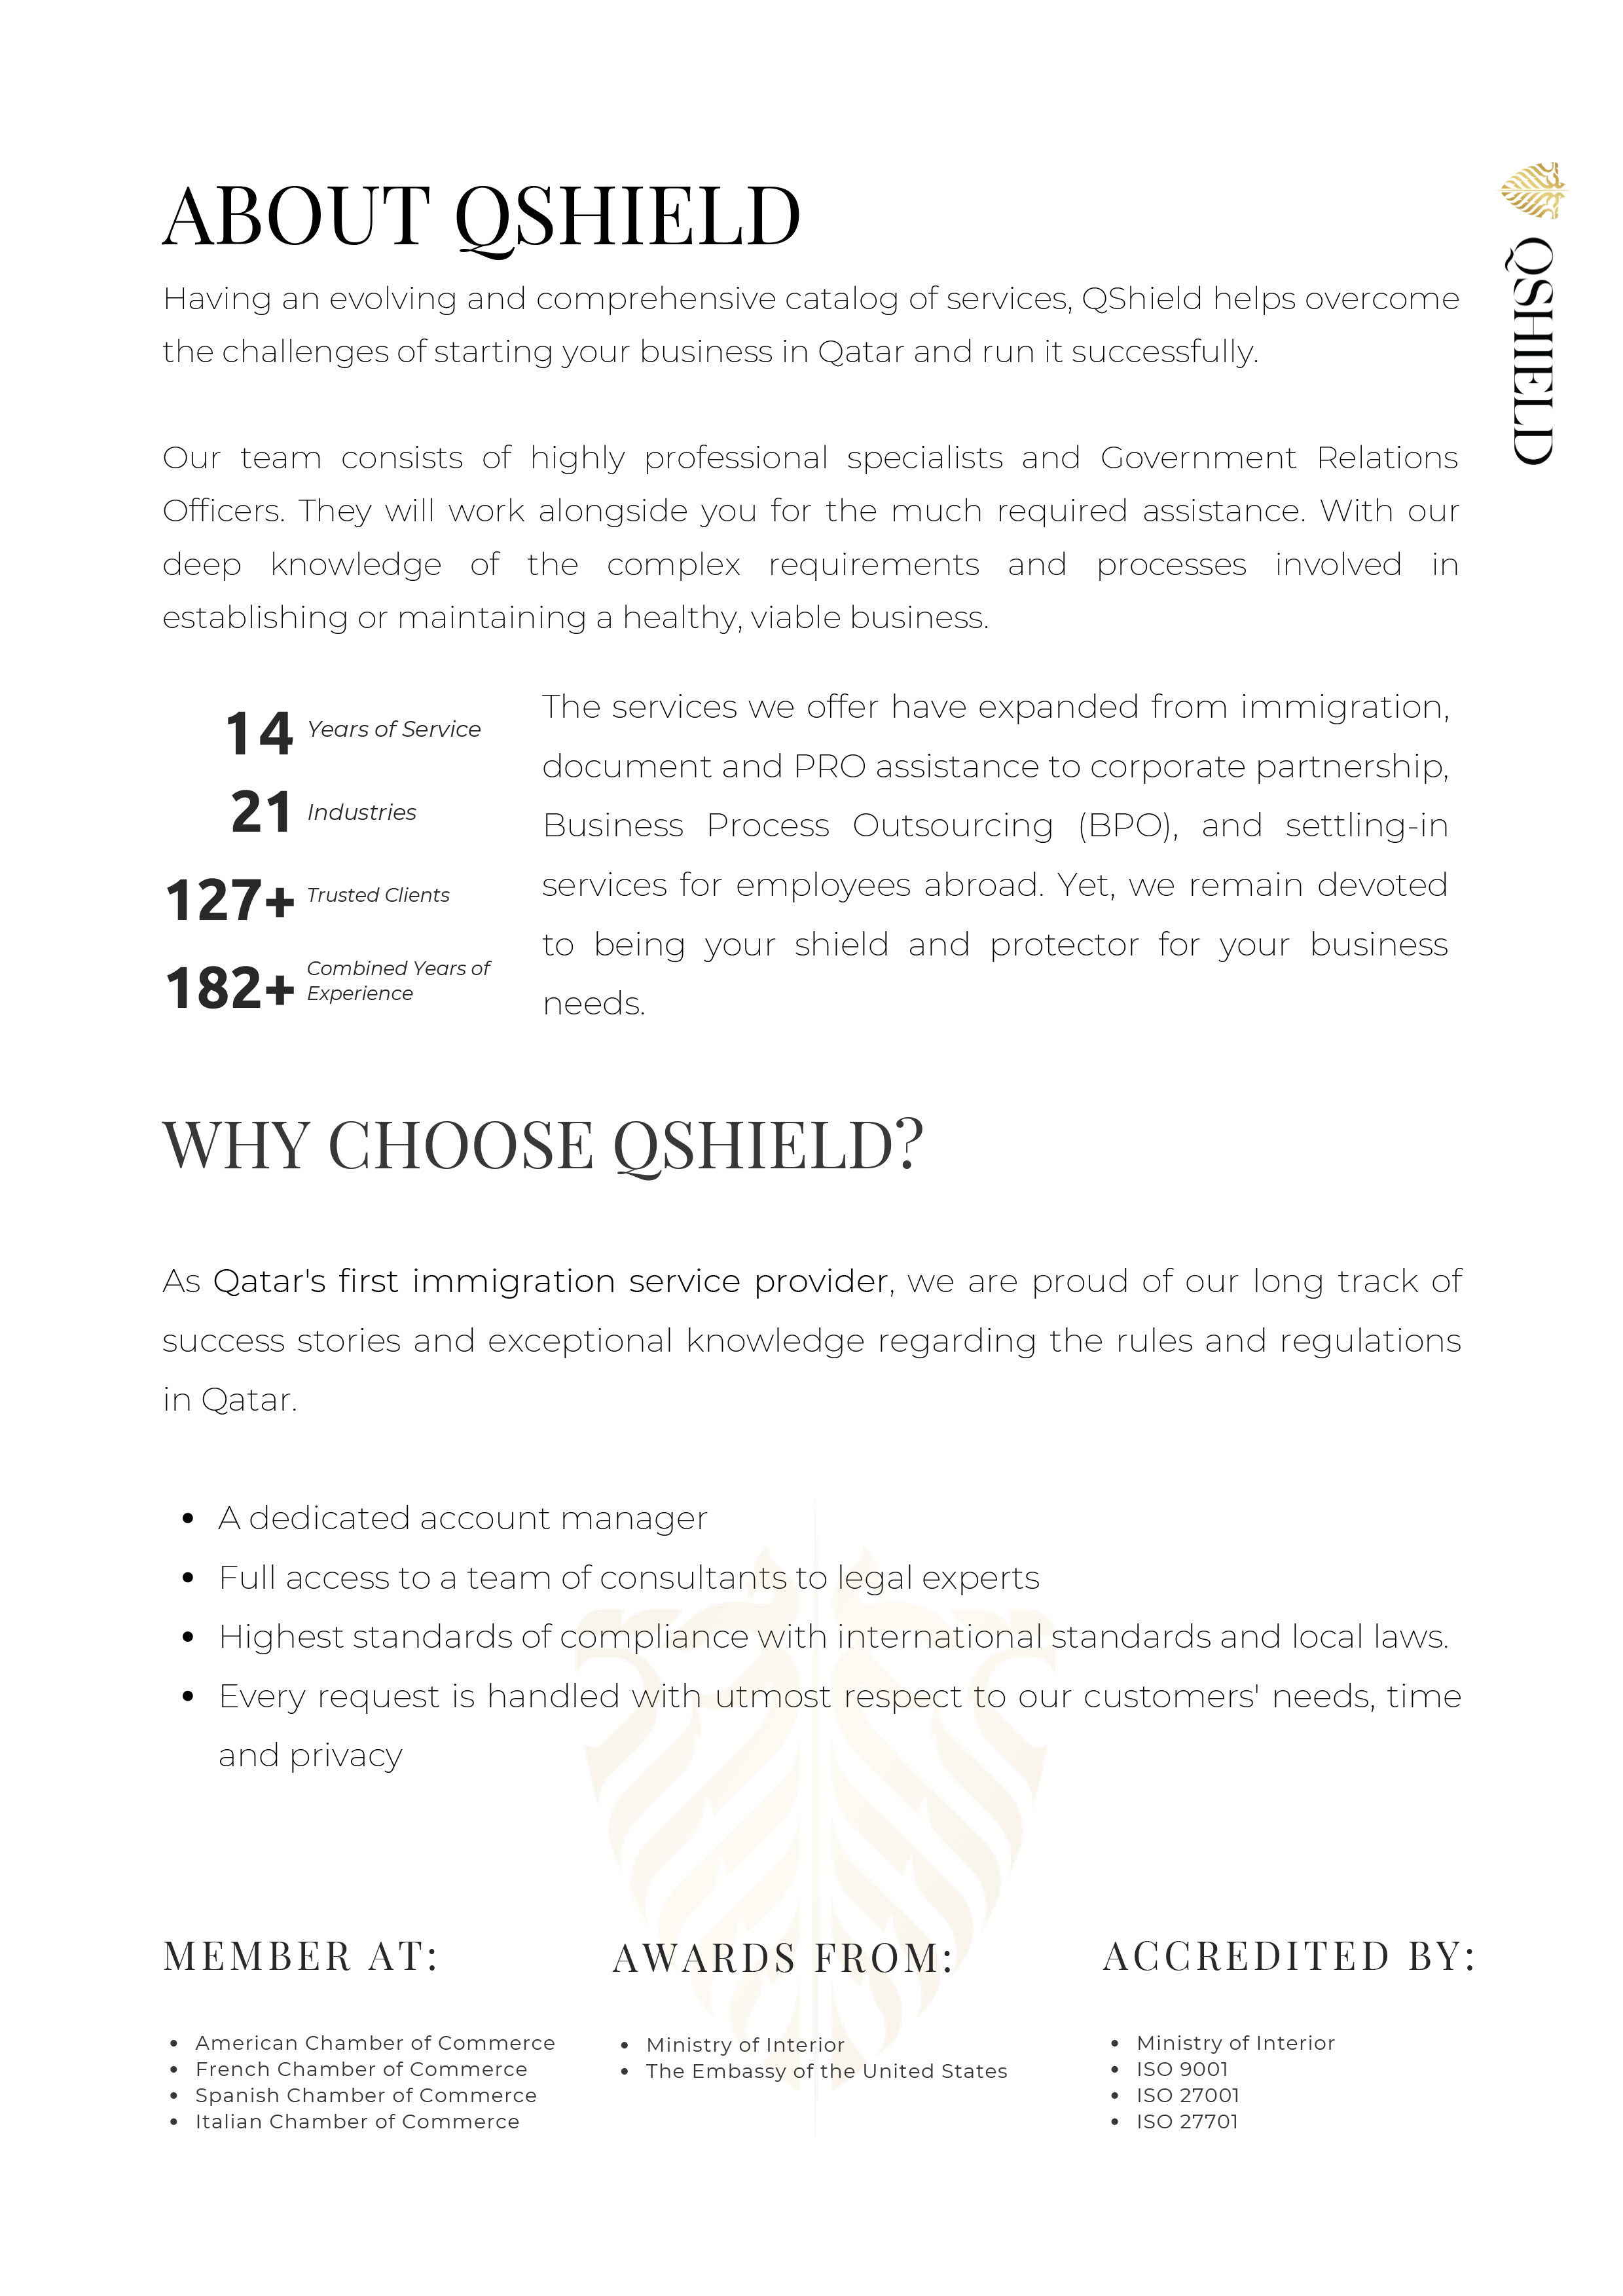 ABOUT QSHIELD
QSHIELD
Having an evolving and comprehensive catalog of services, QShield helps overcome
the challenges of starting your business in Qatar and run it successfully.
Our team consists of highly professional specialists and Government Relations
Officers. They will work alongside you for the much required assistance. With our
deep knowledge of the complex requirements and processes involved in
establishing or maintaining a healthy, viable business.
14 Years of Service
21 Industries
127+ Trusted Clients
182+ Combined Years of
Experience
The services we offer have expanded from immigration,
document and PRO assistance to corporate partnership,
Business Process Outsourcing (BPO), and settling-in
services for employees abroad. Yet, we remain devoted
to being your shield and protector for your business
needs.
WHY CHOOSE QSHIELD?
As Qatar's first immigration service provider, we are proud of our long track of
success stories and exceptional knowledge regarding the rules and regulations
in Qatar.
• A dedicated account manager
• Full access to a team of consultants to legal experts
• Highest standards of compliance with international standards and local laws.
• Every request is handled with utmost respect to our customers' needs, time
and privacy
MEMBER AT:
• American Chamber of Commerce
• French Chamber of Commerce
• Spanish Chamber of Commerce
• Italian Chamber of Commerce
AWARDS FROM:
• Ministry of Interior
• The Embassy of the United States
ACCREDITED BY:
• Ministry of Interior
• ISO 9001
• ISO 27001
• ISO 27701